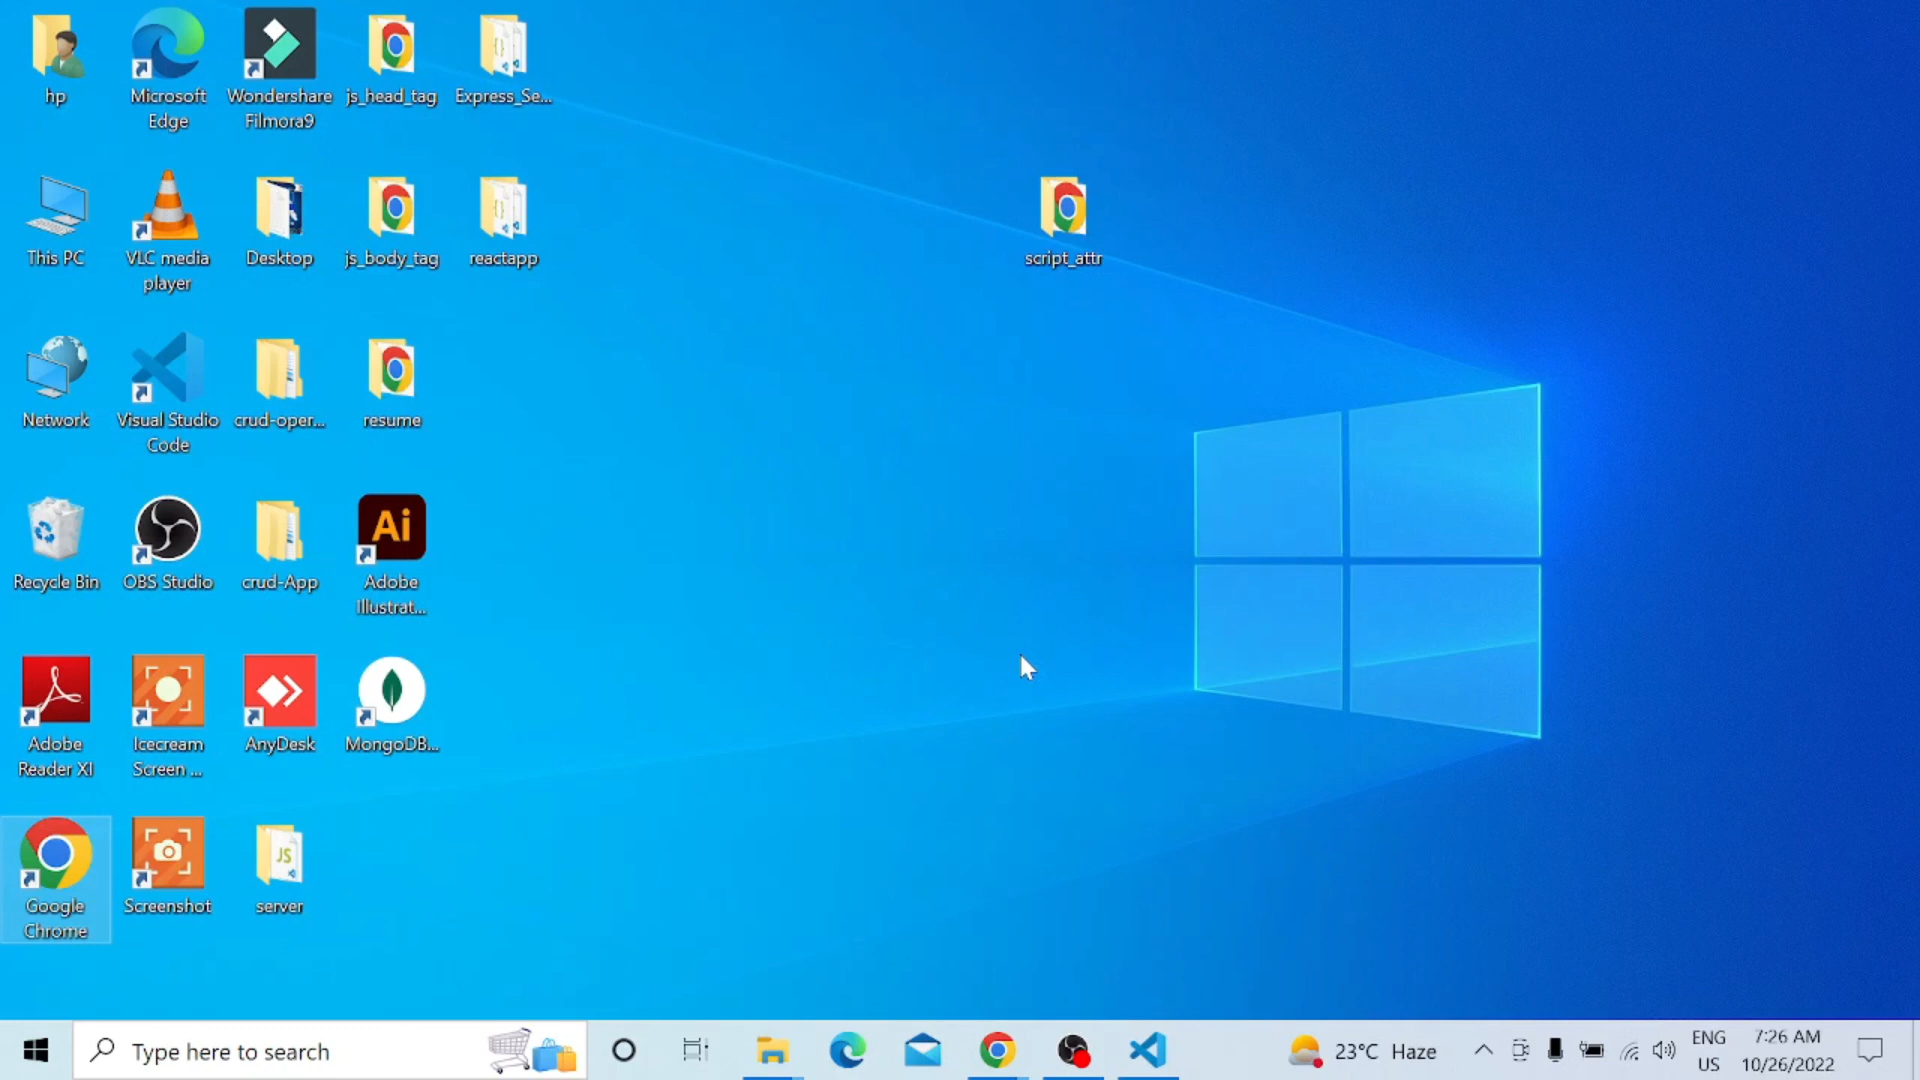 hp
Microsoft
Edge
Wondershare
Filmora9
js_head_tag
Express_Se...
This PC
VLC media
player
Desktop
js_body_tag
reactapp
script_attr
Network
Visual Studio
Code
crud-oper...
resume
Recycle Bin
OBS Studio
crud-App
Ai
Adobe
Illustrat...
Adobe
Reader XI
Icecream
Screen ...
AnyDesk
MongoDB...
Google
Chrome
Screenshot
JS
server
Type here to search
23°C Haze
ENG
US
7:26 AM
10/26/2022